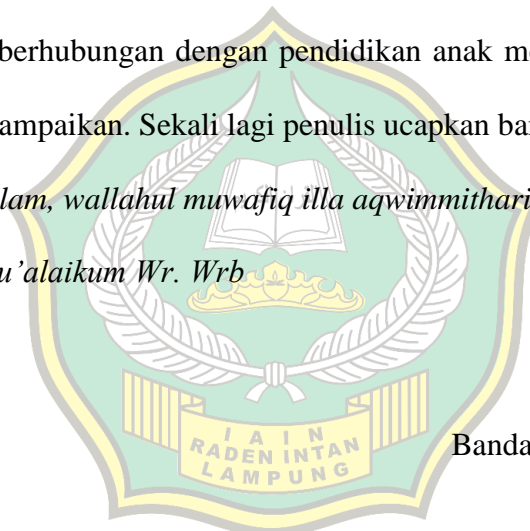 berhubungan dengan pendidikan anak
ampaikan. Sekali lagi penulis ucapkan
lam, wallahul muwafiq illa aqwimmithari
u’alaikum Wr. Wrb
I A I N
RADEN INTAN
LAMPUNG
Banda